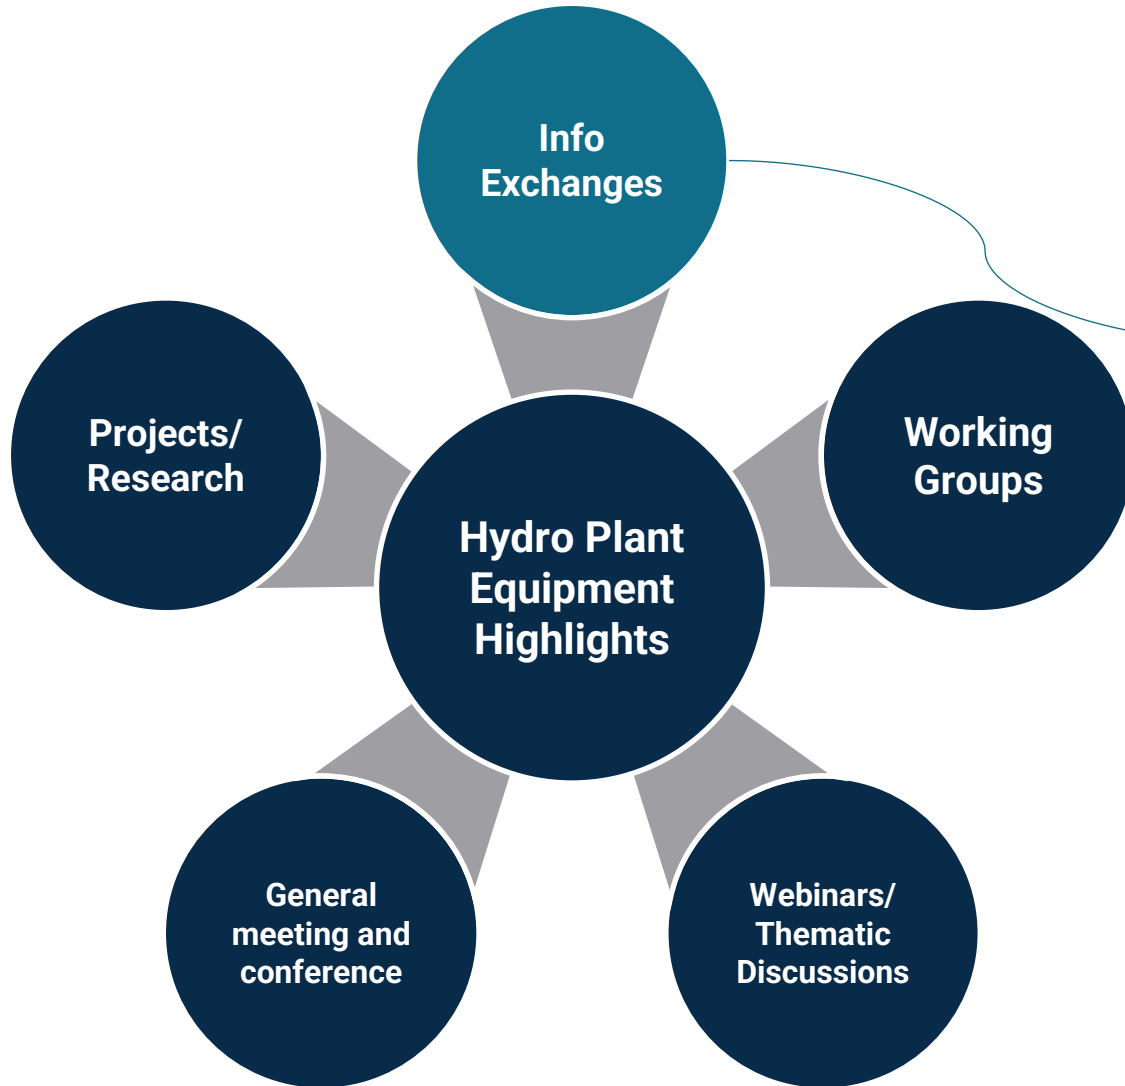 Info
Exchanges
Projects/
Research
Working
Groups
Hydro Plant
Equipment
Highlights
General
meeting and
conference
Webinars/
Thematic
Discussions